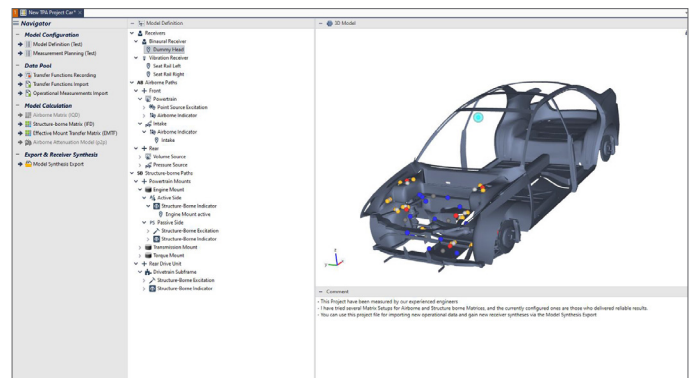 New TPA Project Car*
Navigator
Model Configuration
Model Definition (Test)
Measurement Planning (Test)
Data Pool
Transfer Functions Recording
Transfer Functions Import
Operational Measurements Import
Model Calculation
Airborne Matrix (IQD)
Structure-borne Matrix (IFD)
Effective Mount Transfer Matrix (EMTF)
Airborne Attenuation Model (p2p)
Export & Receiver Synthesis
Model Synthesis Export
Model Definition
Receivers
Binaural Receiver
Dummy Head
Vibration Receiver
Seat Rail Left
Seat Rail Right
AB Airborne Paths
Front
Powertrain
Point Source Excitation
Airborne Indicator
Intake
Airborne Indicator
Intake
Rear
Volume Source
Pressure Source
SB Structure-borne Paths
Powertrain Mounts
Engine Mount
AS Active Side
Structure-Borne Indicator
Engine Mount active
PS Passive Side
Structure-Borne Excitation
Structure-Borne Indicator
Transmission Mount
Torque Mount
Rear Drive Unit
Drivetrain Subframe
Structure-Borne Excitation
Structure-Borne Indicator
3D Model
z
y
Comment
- This Project have been measured by our experienced engineers
- I have tried several Matrix Setups for Airborne and Structure borne Matrices, and the currently configured ones are those who delivered reliable results.
- You can use this project file for importing new operational data and gain new receiver syntheses via the Model Synthesis Export